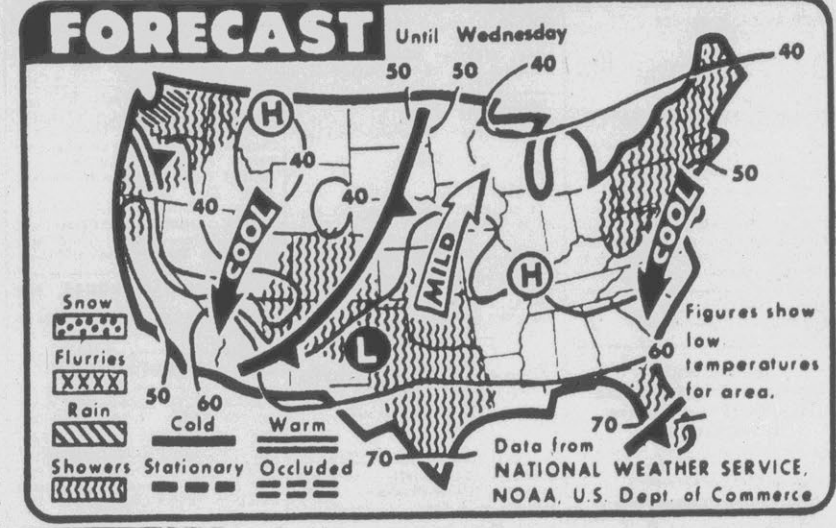 FORECAST
Until Wednesday
50 50 40 40
H
40
40
40
50
COOL
MILD
COOL
H
L
Snow
Flurries
Rain
Showers
Cold
Warm
Stationary
Occluded
50 60
60
70
70
Figures show
low
temperatures
for area.
Data from
NATIONAL WEATHER SERVICE,
NOAA, U.S. Dept. of Commerce